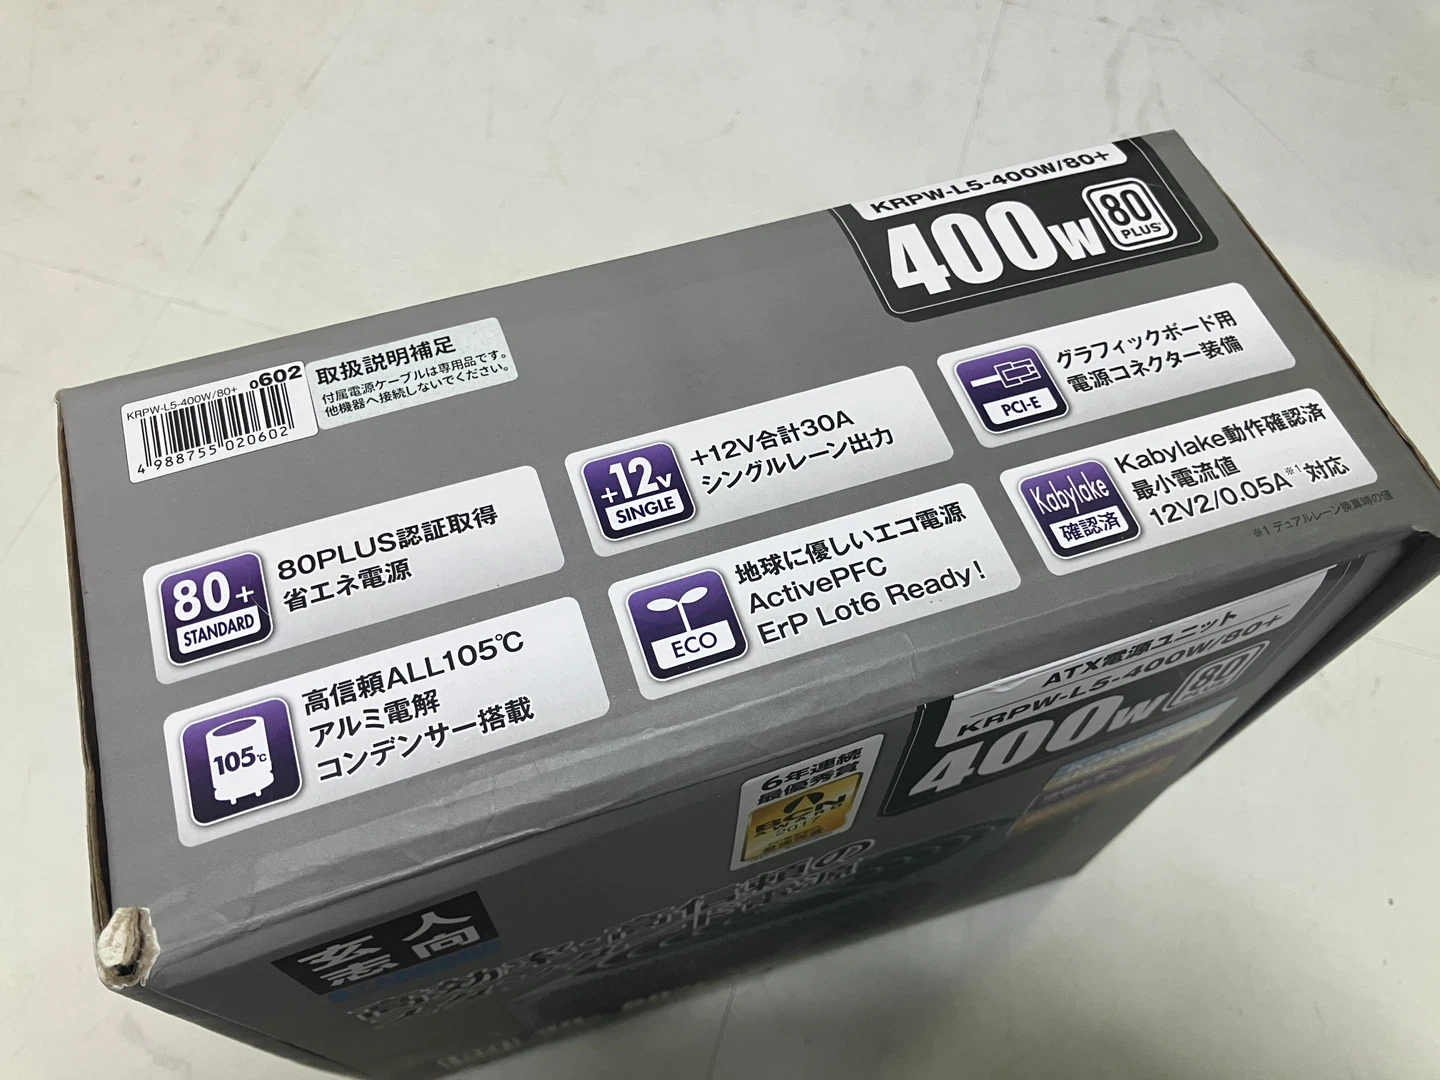 KRPW-L5-400W/80+
400W
80
PLUS
KRPW-L5-400W/80+
0602
4 988755 020602
取扱説明補足
付属電源ケーブルは専用品です。
他機器へ接続しないでください。
80+
STANDARD
80PLUS認証取得
省エネ電源
+12V
SINGLE
+12V合計30A
シングルレーン出力
PCI-E
グラフィックボード用
電源コネクター装備
105℃
高信頼ALL105℃
アルミ電解
コンデンサー搭載
ECO
地球に優しいエコ電源
ActivePFC
ErP Lot6 Ready!
Kabylake
確認済
Kabylake動作確認済
最小電流値
12V2/0.05A※1対応
※1 デュアルレーン換算時の値
ATX電源ユニット
KRPW-L5-400W/80+
400W
80
6年連続
最優秀賞
BCN
2017
玄人
志向